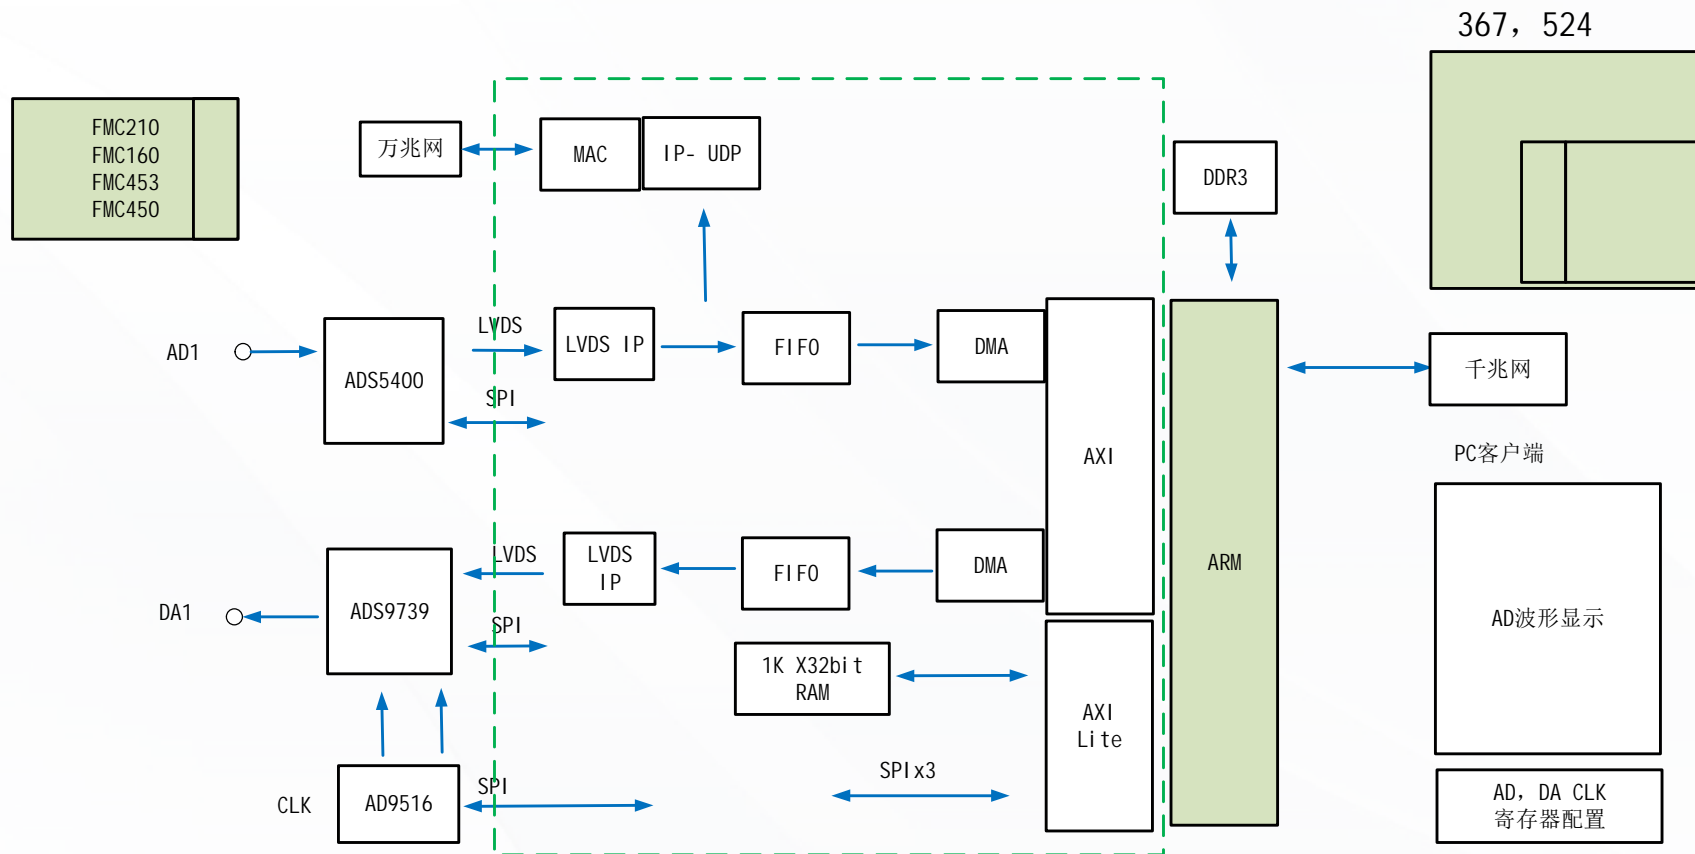 367, 524
FMC210
FMC160
FMC453
FMC450
万兆网
MAC
IP- UDP
DDR3
AD1
ADS5400
LVDS
SPI
LVDS IP
FIFO
DMA
AXI
ARM
千兆网
PC客户端
DA1
ADS9739
LVDS
SPI
LVDS
IP
FIFO
DMA
1K X32bit
RAM
AXI
Lite
AD波形显示
CLK
AD9516
SPI
SPIx3
AD, DA CLK
寄存器配置